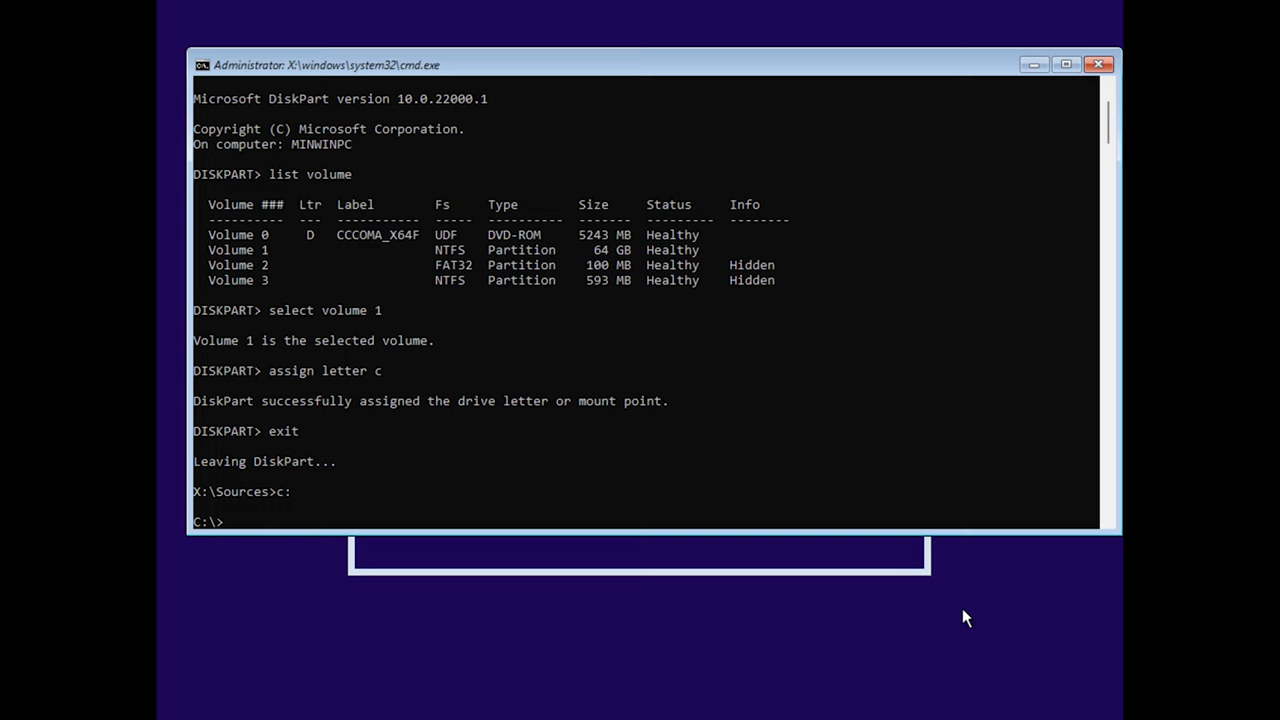 Administrator: X:\windows\system32\cmd.exe
Microsoft DiskPart version 10.0.22000.1
Copyright (C) Microsoft Corporation.
On computer: MINWINPC
DISKPART> list volume
Volume ###  Ltr  Label        Fs     Type        Size     Status     Info
----------  ---  -----------  -----  ----------  -------  ---------  --------
Volume 0     D   CCCOMA_X64F  UDF    DVD-ROM     5243 MB  Healthy
Volume 1                      NTFS   Partition     64 GB  Healthy
Volume 2                      FAT32  Partition    100 MB  Healthy    Hidden
Volume 3                      NTFS   Partition    593 MB  Healthy    Hidden
DISKPART> select volume 1
Volume 1 is the selected volume.
DISKPART> assign letter c
DiskPart successfully assigned the drive letter or mount point.
DISKPART> exit
Leaving DiskPart...
X:\Sources>c:
C:\>